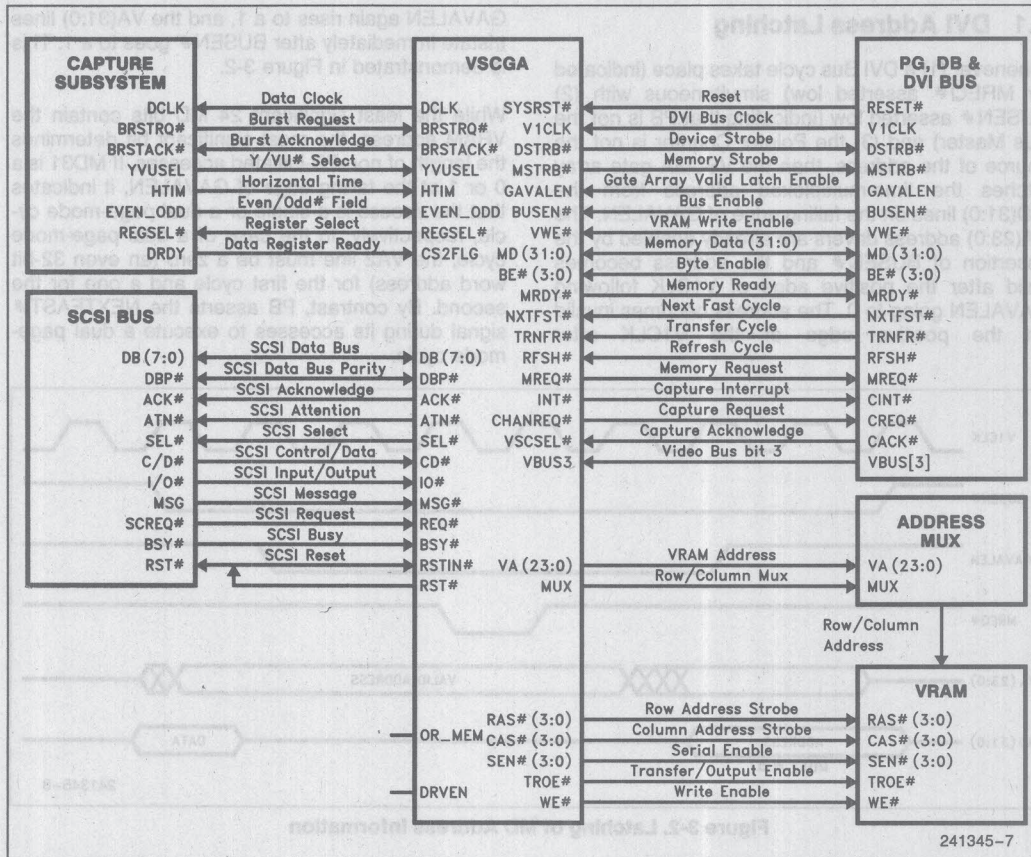 CAPTURE
SUBSYSTEM
DCLK
BRSTRQ#
BRSTACK#
YVUSEL
HTIM
EVEN_ODD
REGSEL#
DRDY
Data Clock
Burst Request
Burst Acknowledge
Y/VU# Select
Horizontal Time
Even/Odd# Field
Register Select
Data Register Ready
SCSI BUS
DB (7:0)
DBP#
ACK#
ATN#
SEL#
C/D#
I/O#
MSG
SCREQ#
BSY#
RST#
SCSI Data Bus
SCSI Data Bus Parity
SCSI Acknowledge
SCSI Attention
SCSI Select
SCSI Control/Data
SCSI Input/Output
SCSI Message
SCSI Request
SCSI Busy
SCSI Reset
VSCGA
DCLK
BRSTRQ#
BRSTACK#
YVUSEL
HTIM
EVEN_ODD
REGSEL#
CS2FLG
DB (7:0)
DBP#
ACK#
ATN#
SEL#
CD#
IO#
MSG#
REQ#
BSY#
RSTIN#
RST#
OR_MEM
DRVEN
SYSRST#
V1CLK
DSTRB#
MSTRB#
GAVALEN
BUSEN#
VWE#
MD (31:0)
BE# (3:0)
MRDY#
NXTFST#
TRNFR#
RFSH#
MREQ#
INT#
CHANREQ#
VSCSEL#
VBUS3
VA (23:0)
MUX
RAS# (3:0)
CAS# (3:0)
SEN# (3:0)
TROE#
WE#
Reset
DVI Bus Clock
Device Strobe
Memory Strobe
Gate Array Valid Latch Enable
Bus Enable
VRAM Write Enable
Memory Data (31:0)
Byte Enable
Memory Ready
Next Fast Cycle
Transfer Cycle
Refresh Cycle
Memory Request
Capture Interrupt
Capture Request
Capture Acknowledge
Video Bus bit 3
PG, DB &
DVI BUS
RESET#
V1CLK
DSTRB#
MSTRB#
GAVALEN
BUSEN#
VWE#
MD (31:0)
BE# (3:0)
MRDY#
NXTFST#
TRNFR#
RFSH#
MREQ#
CINT#
CREQ#
CACK#
VBUS[3]
VRAM Address
Row/Column Mux
ADDRESS
MUX
VA (23:0)
MUX
Row/Column
Address
Row Address Strobe
Column Address Strobe
Serial Enable
Transfer/Output Enable
Write Enable
VRAM
RAS# (3:0)
CAS# (3:0)
SEN# (3:0)
TROE#
WE#
241345-7